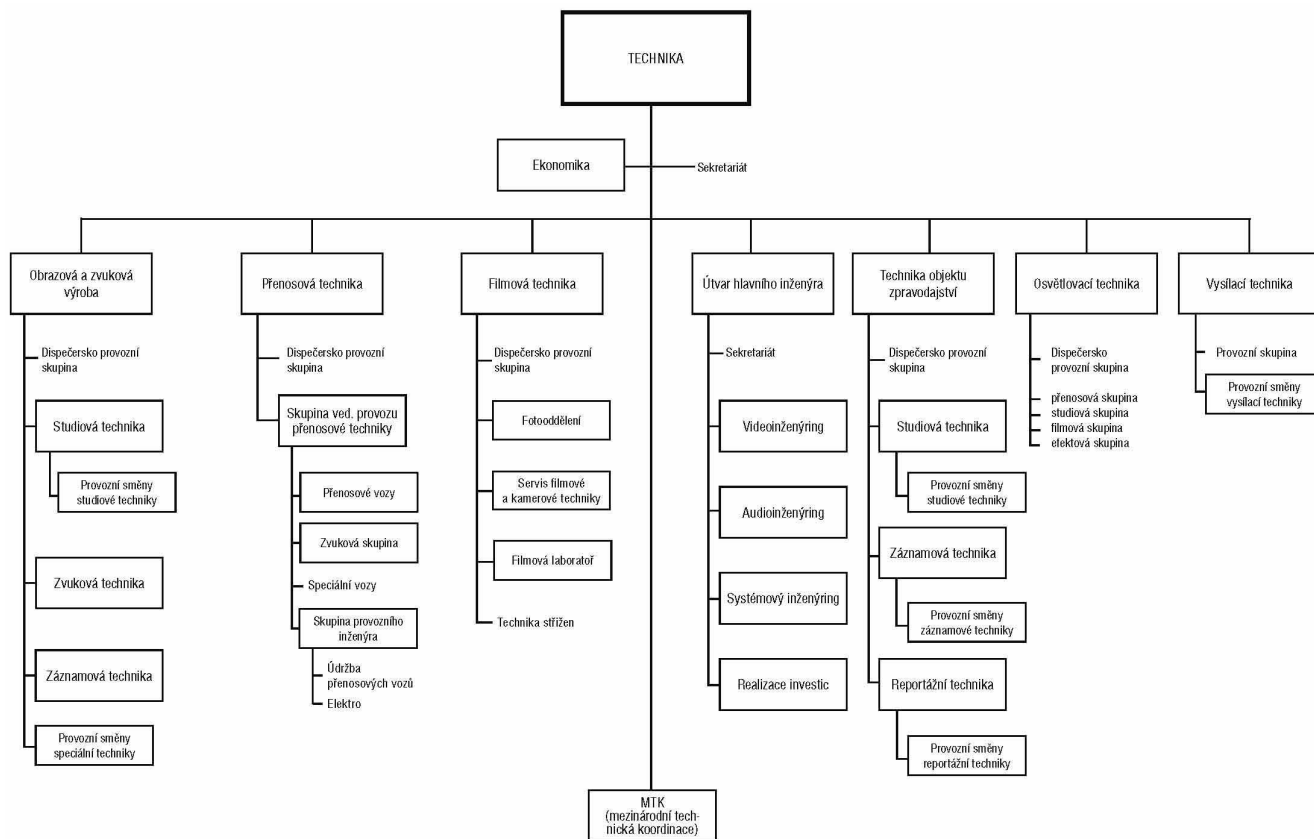 TECHNIKA
Ekonomika
Sekretariát
Obrazová a zvuková
výroba
Dispečersko provozní
skupina
Studiová technika
Provozní směny
studiové techniky
Zvuková technika
Záznamová technika
Provozní směny
speciální techniky
Přenosová technika
Dispečersko provozní
skupina
Skupina ved. provozu
přenosové techniky
Přenosové vozy
Zvuková skupina
Speciální vozy
Skupina provozního
inženýra
Údržba
přenosových vozů
Elektro
Filmová technika
Dispečersko provozní
skupina
Fotooddělení
Servis filmové
a kamerové techniky
Filmová laboratoř
Technika střižen
MTK
(mezinárodní tech-
nická koordinace)
Útvar hlavního inženýra
Sekretariát
Videoinženýring
Audioinženýring
Systémový inženýring
Realizace investic
Technika objektu
zpravodajství
Dispečersko provozní
skupina
Studiová technika
Provozní směny
studiové techniky
Záznamová technika
Provozní směny
záznamové techniky
Reportážní technika
Provozní směny
reportážní techniky
Osvětlovací technika
Dispečersko
provozní skupina
přenosová skupina
studiová skupina
filmová skupina
efektová skupina
Vysílací technika
Provozní skupina
Provozní směny
vysílací techniky